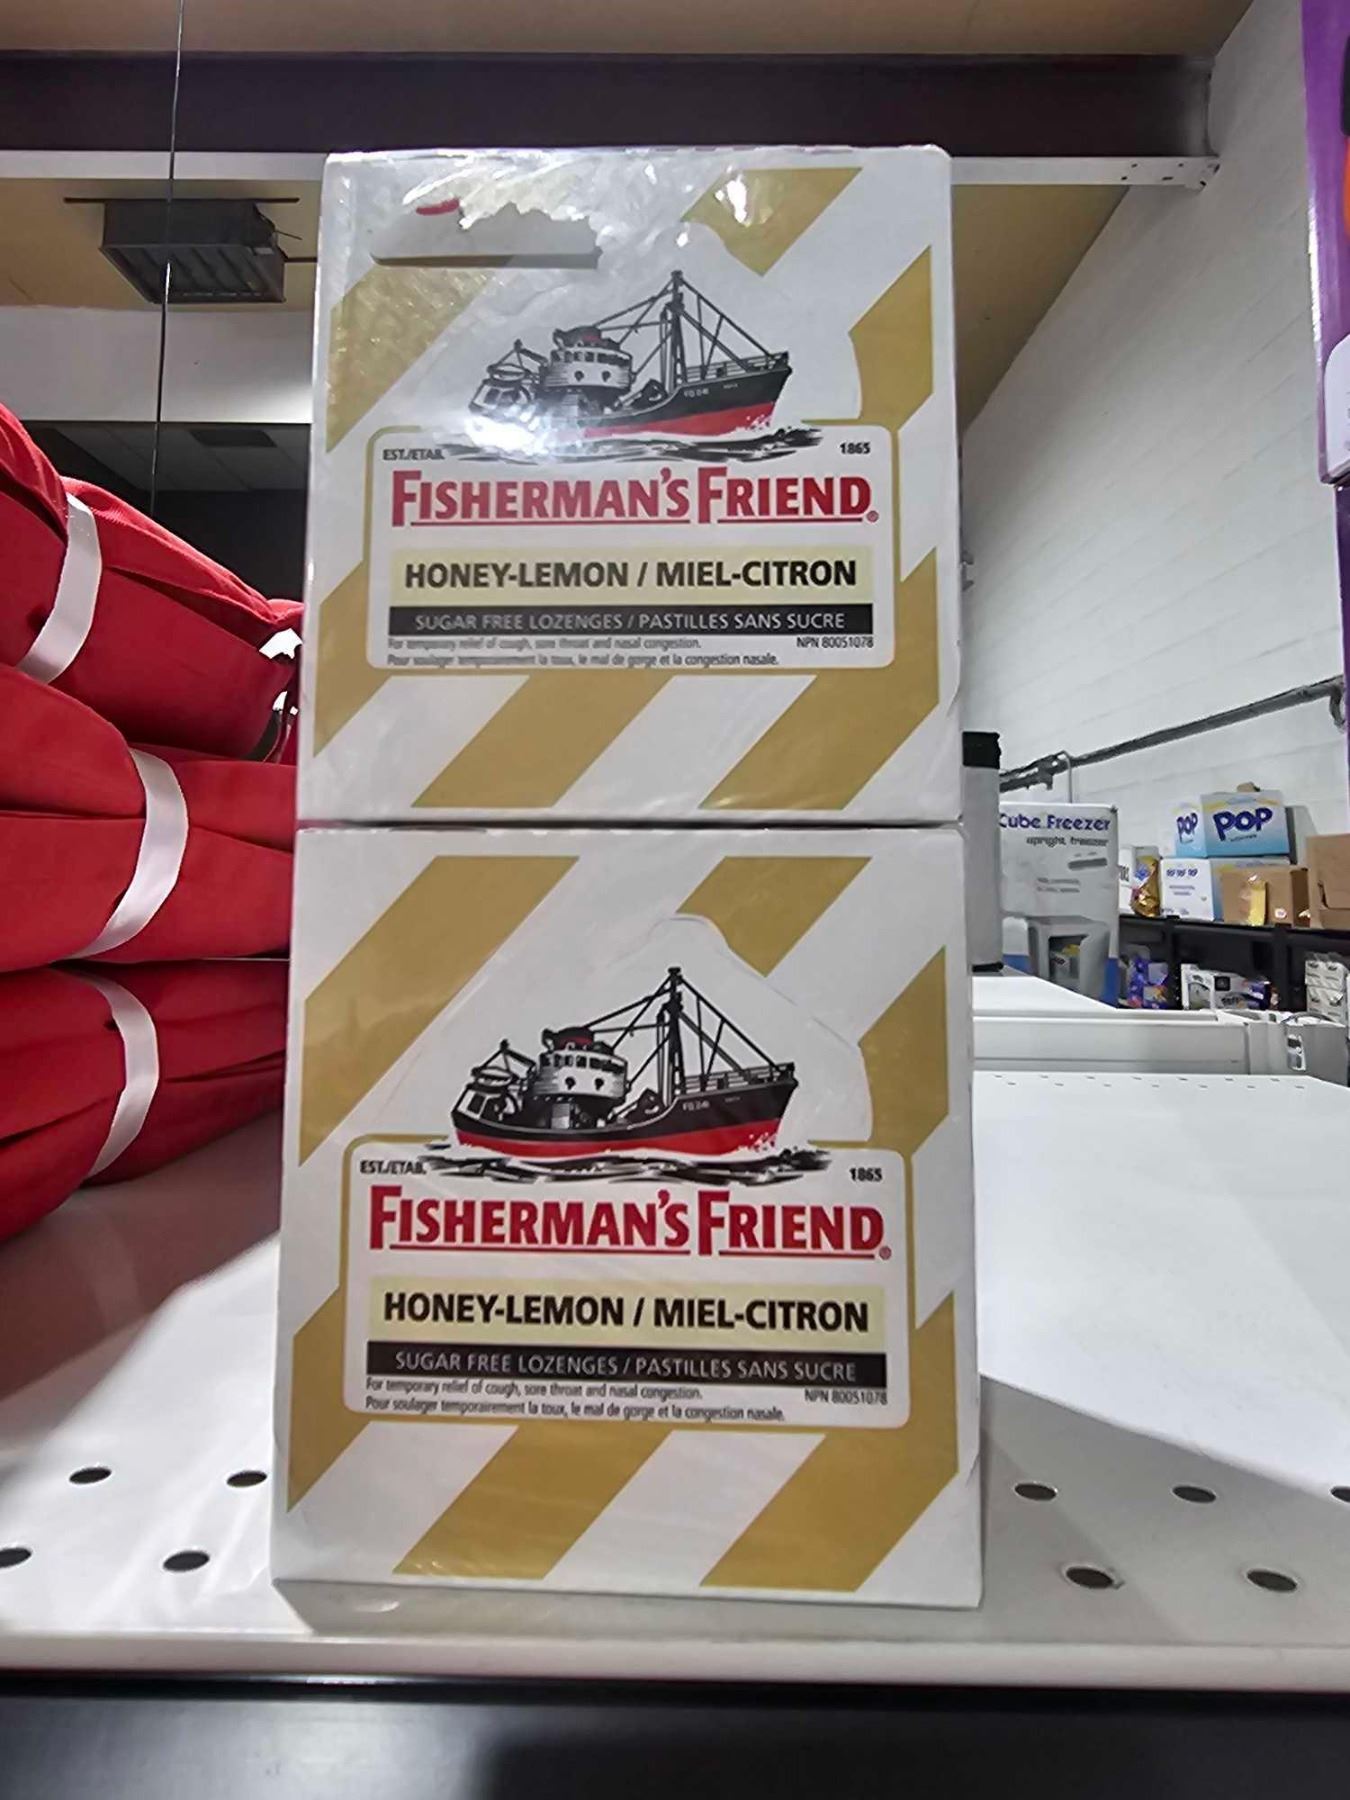 EST./ETAB. 1865
FISHERMAN'S FRIEND®
HONEY-LEMON / MIEL-CITRON
SUGAR FREE LOZENGES / PASTILLES SANS SUCRE
For temporary relief of cough, sore throat and nasal congestion. NPN 80051078
Pour soulager temporairement la toux, le mal de gorge et la congestion nasale.
EST./ETAB. 1865
FISHERMAN'S FRIEND®
HONEY-LEMON / MIEL-CITRON
SUGAR FREE LOZENGES / PASTILLES SANS SUCRE
For temporary relief of cough, sore throat and nasal congestion. NPN 80051078
Pour soulager temporairement la toux, le mal de gorge et la congestion nasale.
Cube Freezer
upright freezer
POP POP